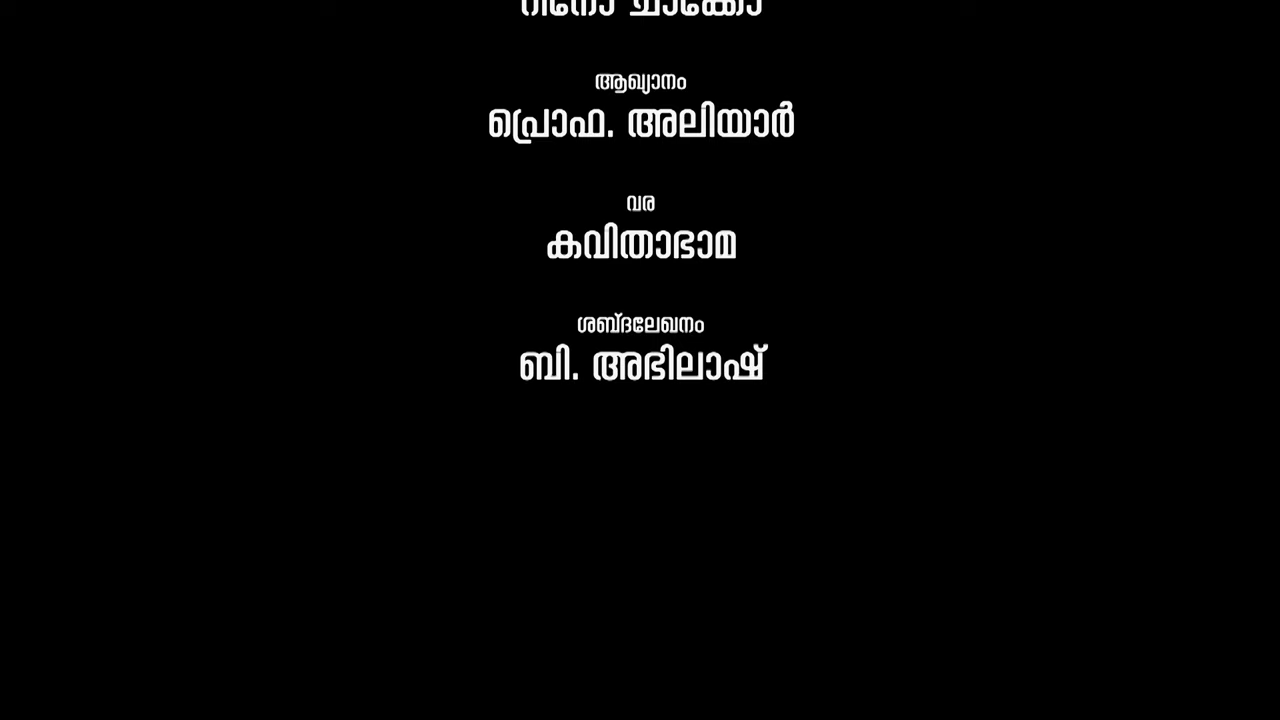 ചാക്കോ
ആഖ്യാനം
പ്രൊഫ. അലിയാർ
വര
കവിതാഭാമ
ശബ്ദലേഖനം
ബി. അഭിലാഷ്